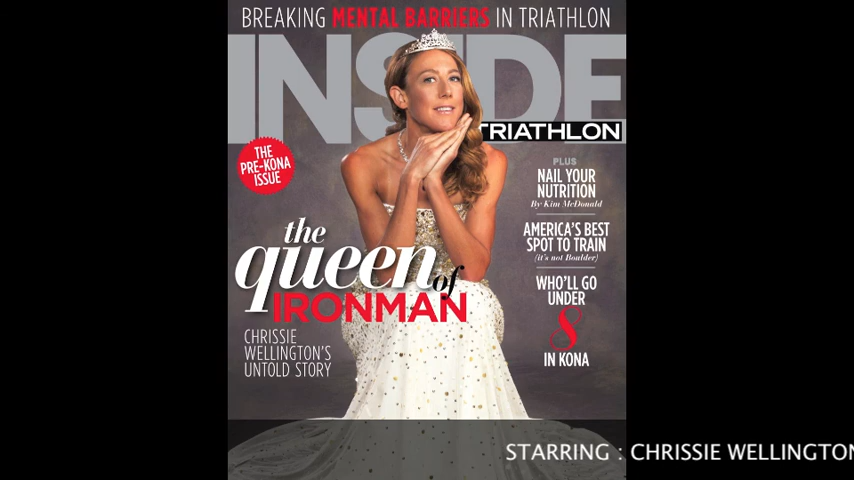 BREAKING MENTAL BARRIERS IN TRIATHLON
INSIDE
TRIATHLON
THE
PRE-KONA
ISSUE
PLUS
NAIL YOUR
NUTRITION
By Kim McDonald
AMERICA'S BEST
SPOT TO TRAIN
(it's not Boulder)
WHO'LL GO
UNDER
8
IN KONA
the
queen of
IRONMAN
CHRISSIE
WELLINGTON'S
UNTOLD STORY
STARRING : CHRISSIE WELLINGTON